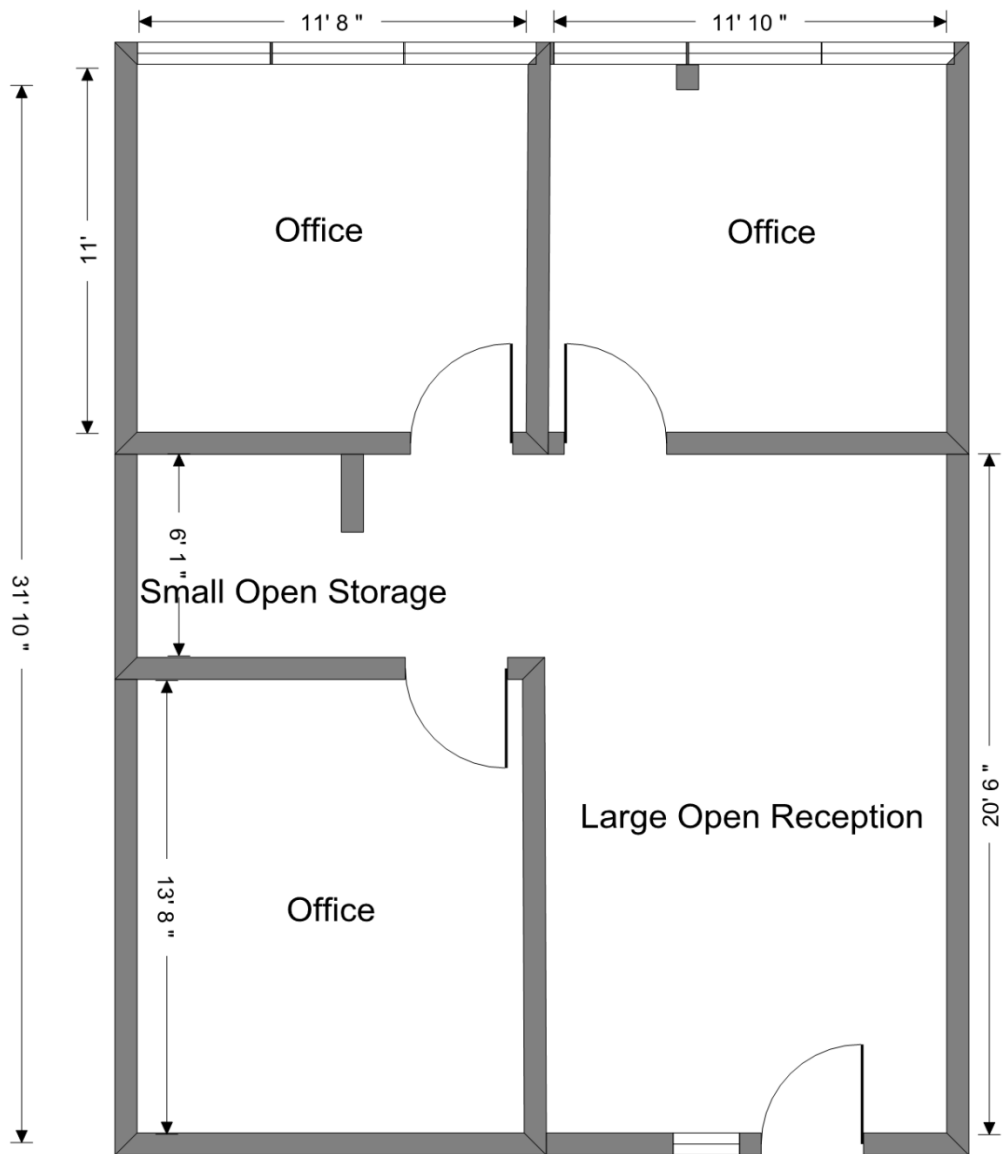 11' 8 "
11' 10 "
11'
Office
Office
31' 10 "
6' 1 "
Small Open Storage
20' 6 "
13' 8 "
Large Open Reception
Office